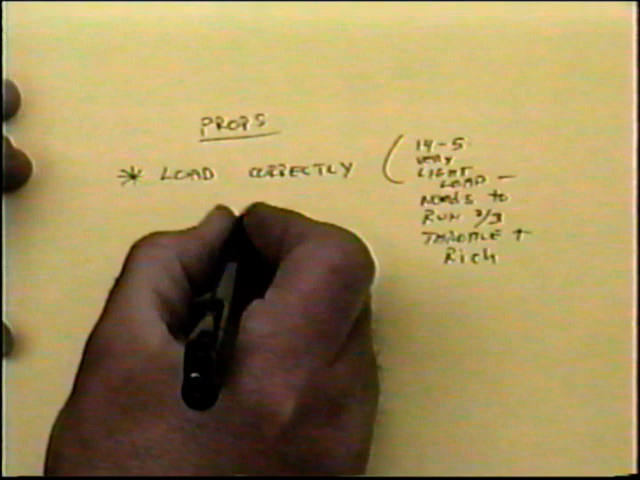 PROPS
* LOAD CORRECTLY
( 14-5
VERY
LIGHT
LOAD -
NEEDS to
RUN 2/3
THROTTLE +
Rich